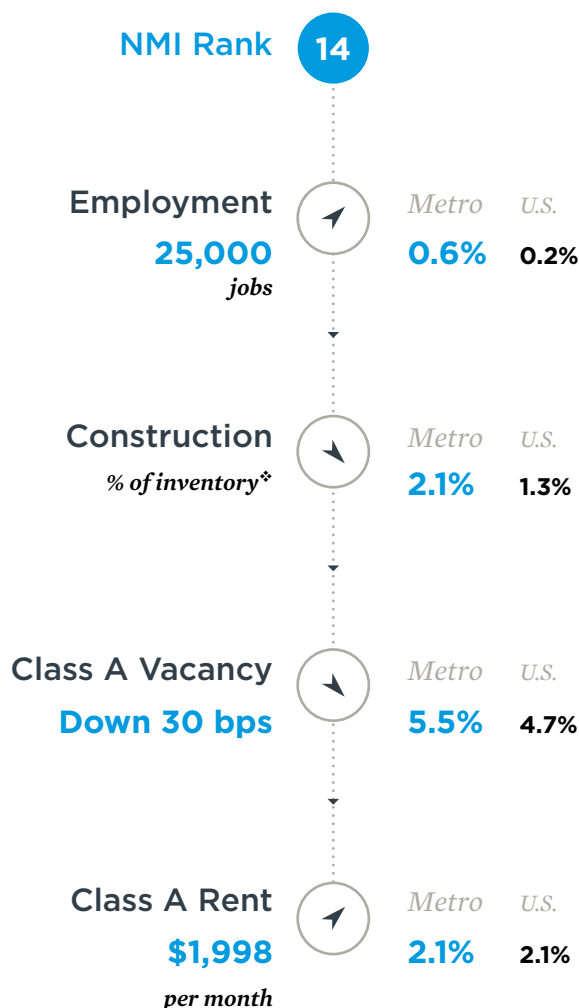 NMI Rank 14
Employment Metro U.S.
25,000 0.6% 0.2%
jobs
Construction Metro U.S.
% of inventory❖ 2.1% 1.3%
Class A Vacancy Metro U.S.
Down 30 bps 5.5% 4.7%
Class A Rent Metro U.S.
$1,998 2.1% 2.1%
per month